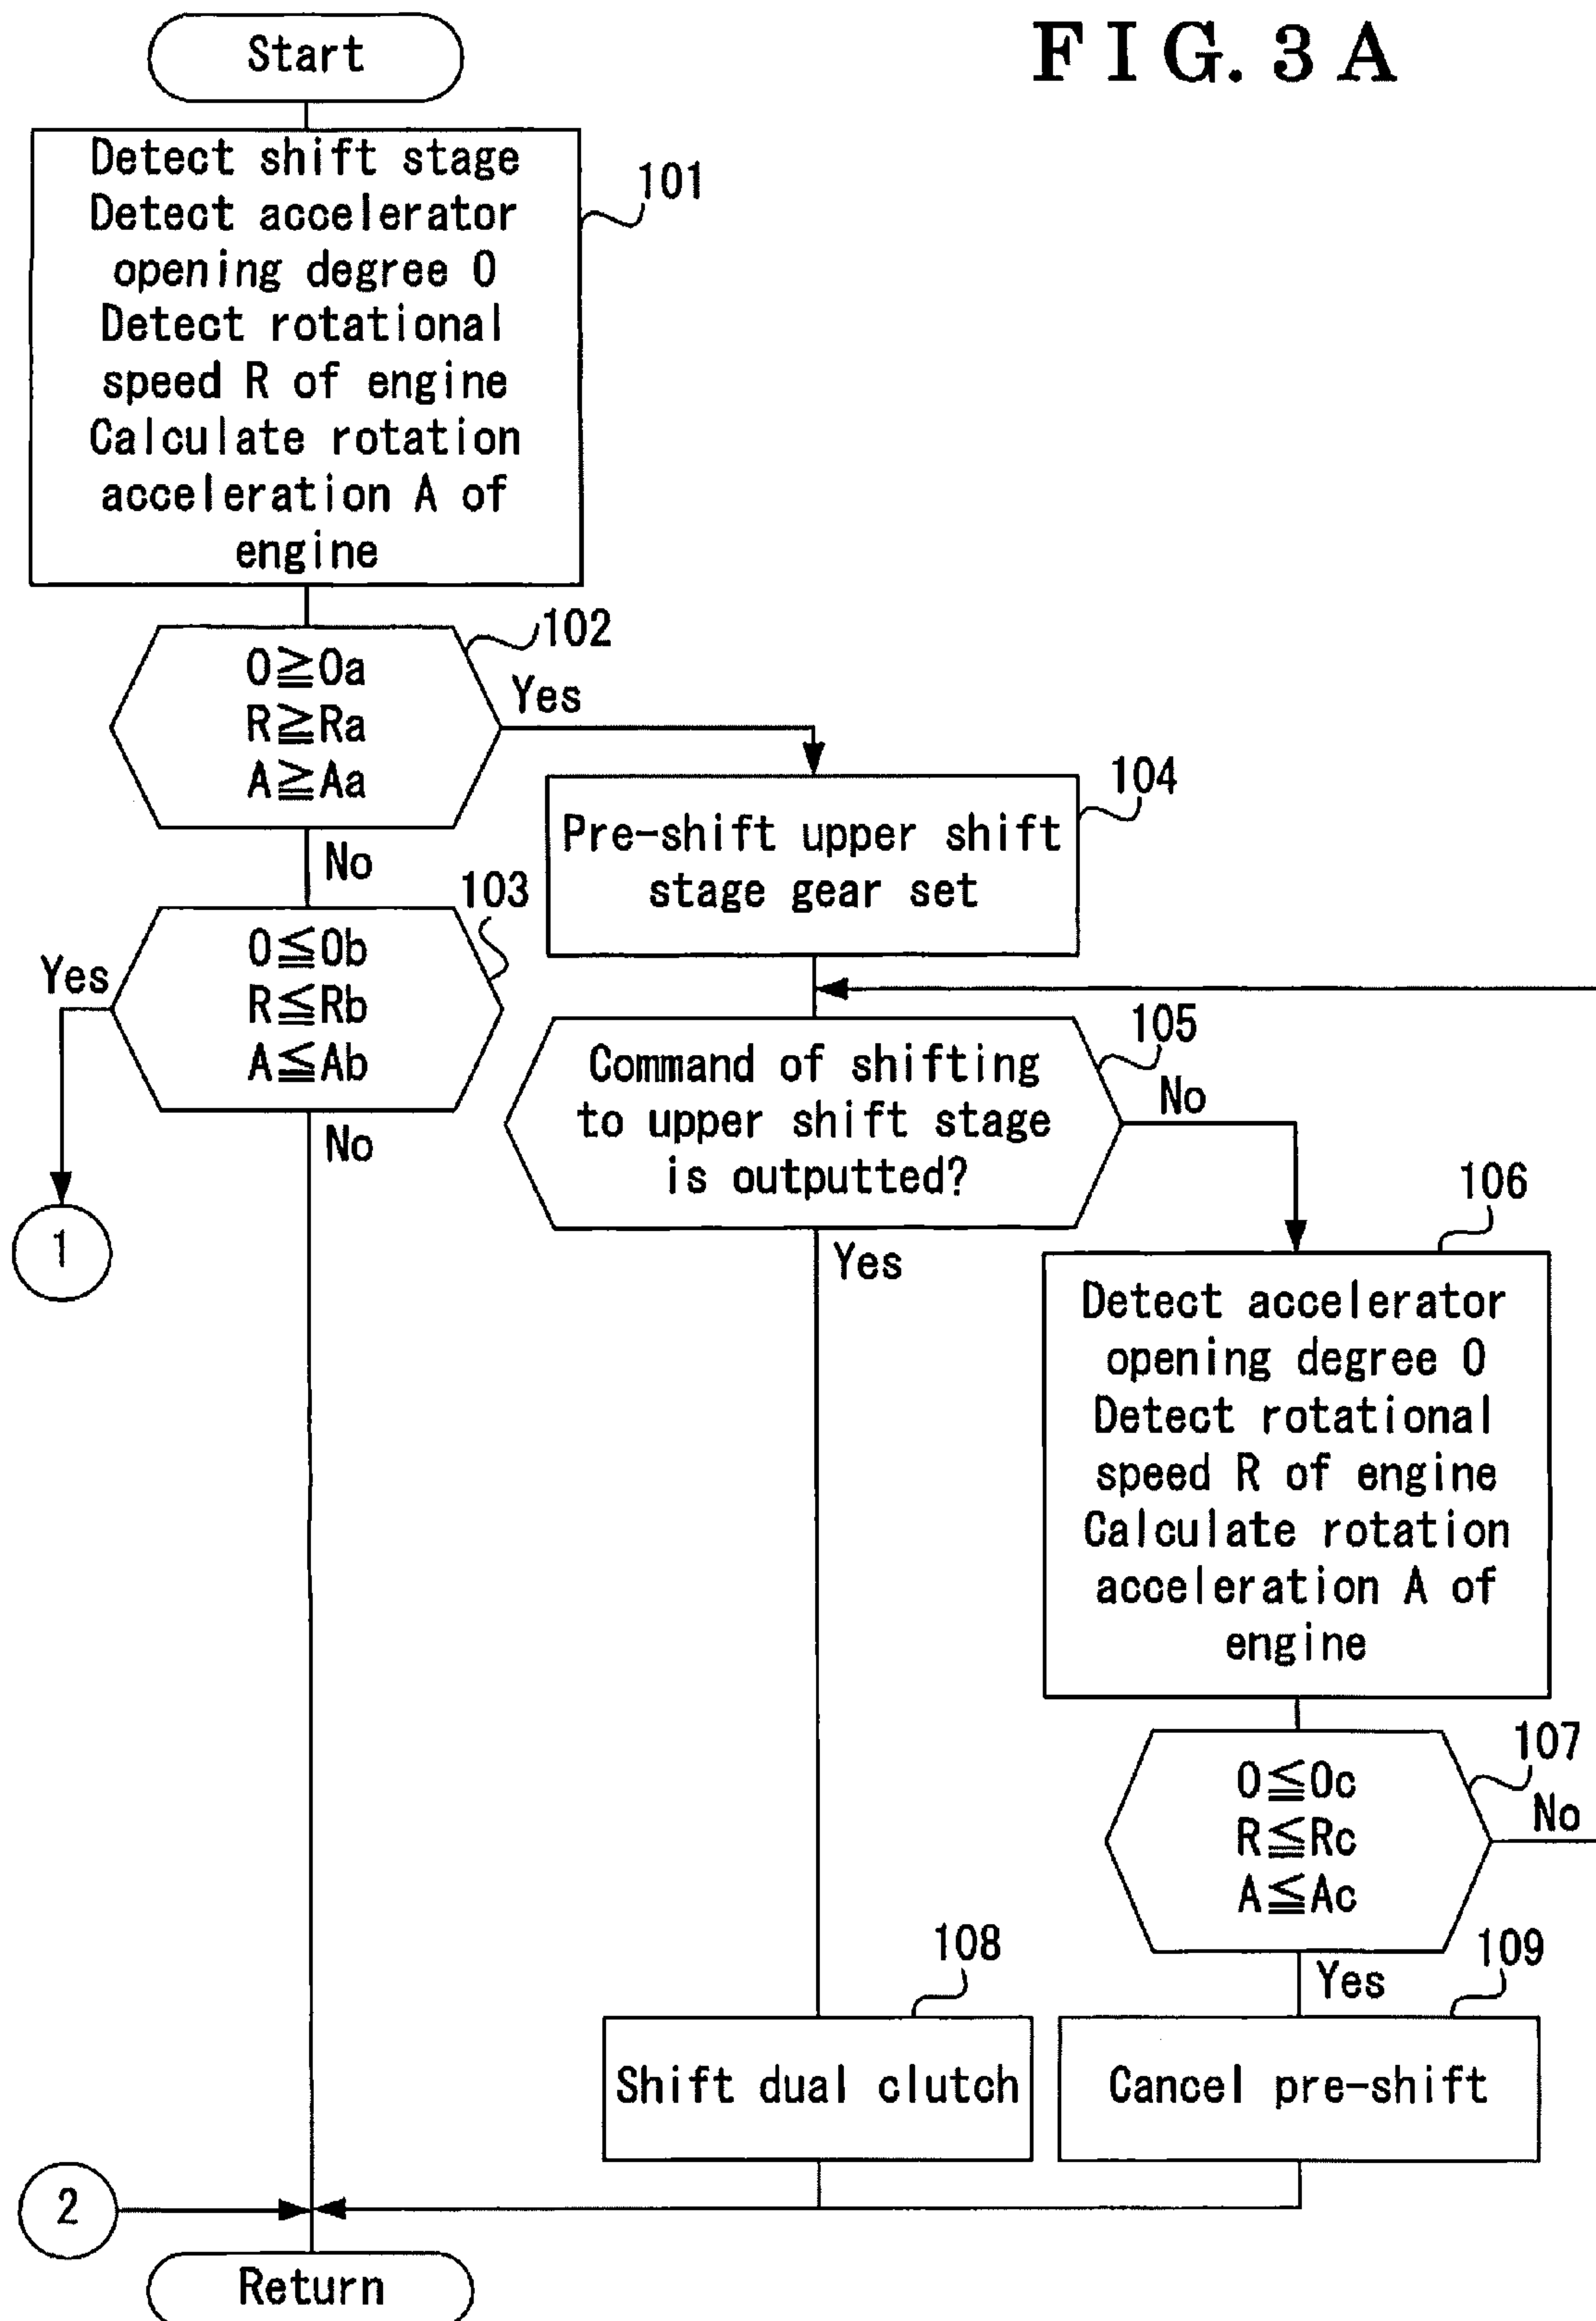 FIG. 3A
Start
Detect shift stage
Detect accelerator
opening degree O
Detect rotational
speed R of engine
Calculate rotation
acceleration A of
engine
101
102
O≧Oa
R≧Ra
A≧Aa
Yes
No
103
O≦Ob
R≦Rb
A≦Ab
Yes
No
1
104
Pre-shift upper shift
stage gear set
105
Command of shifting
to upper shift stage
is outputted?
No
Yes
106
Detect accelerator
opening degree O
Detect rotational
speed R of engine
Calculate rotation
acceleration A of
engine
107
O≦Oc
R≦Rc
A≦Ac
No
Yes
108
Shift dual clutch
109
Cancel pre-shift
2
Return